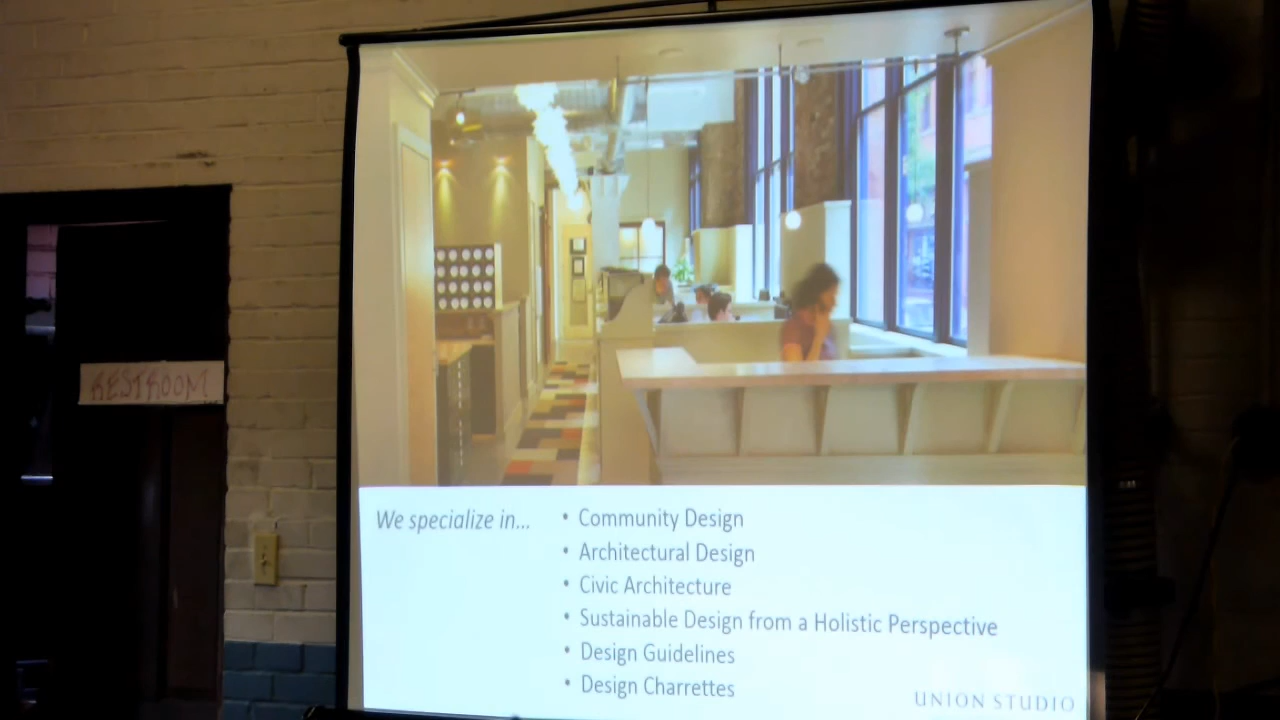 RESTROOM
We specialize in...
• Community Design
• Architectural Design
• Civic Architecture
• Sustainable Design from a Holistic Perspective
• Design Guidelines
• Design Charrettes
UNION STUDIO